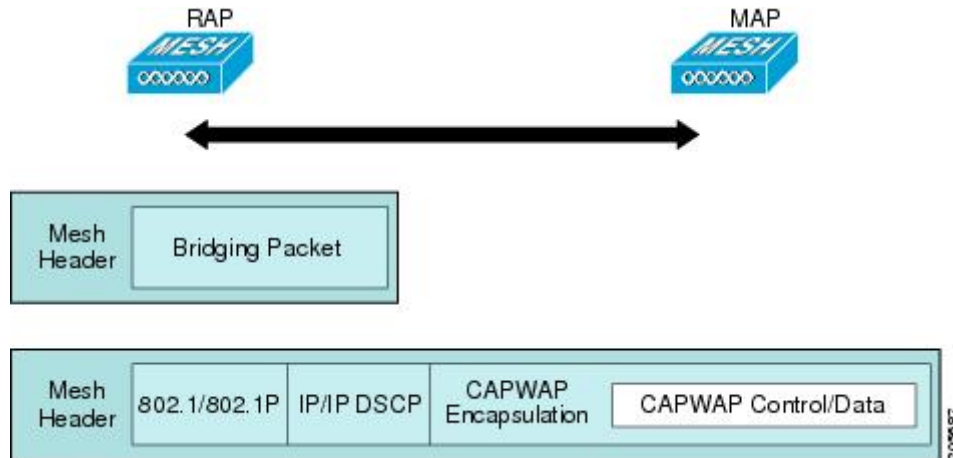 RAP
MAP
MESH
MESH
Mesh
Header
Bridging Packet
Mesh
Header
802.1/802.1P
IP/IP DSCP
CAPWAP
Encapsulation
CAPWAP Control/Data